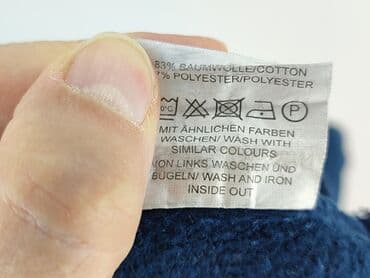 83% BAUMWOLLE/COTTON
7% POLYESTER/POLYESTER
P
MIT ÄHNLICHEN FARBEN
WASCHEN/ WASH WITH
SIMILAR COLOURS
VON LINKS WASCHEN UND
BÜGELN/ WASH AND IRON
INSIDE OUT